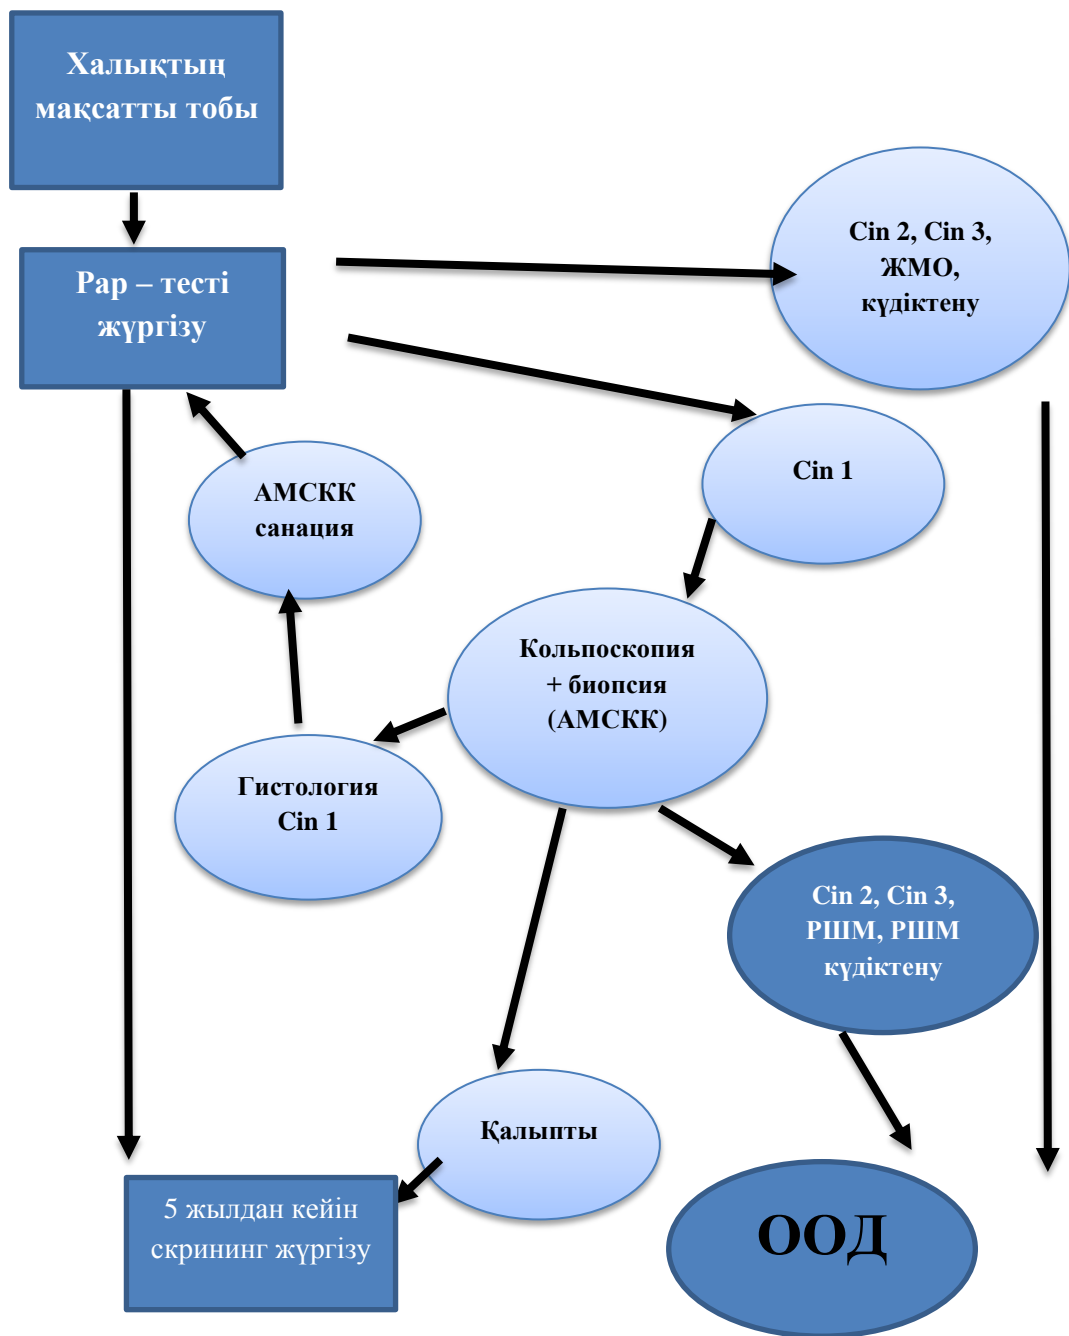 Халықтың
мақсатты тобы
Рар – тесті
жүргізу
Cin 2, Cin 3,
ЖМО,
күдіктену
Cin 1
АМСКК
санация
Кольпоскопия
+ биопсия
(АМСКК)
Гистология
Cin 1
Cin 2, Cin 3,
РШМ, РШМ
күдіктену
Қалыпты
5 жылдан кейін
скрининг жүргізу
ООД